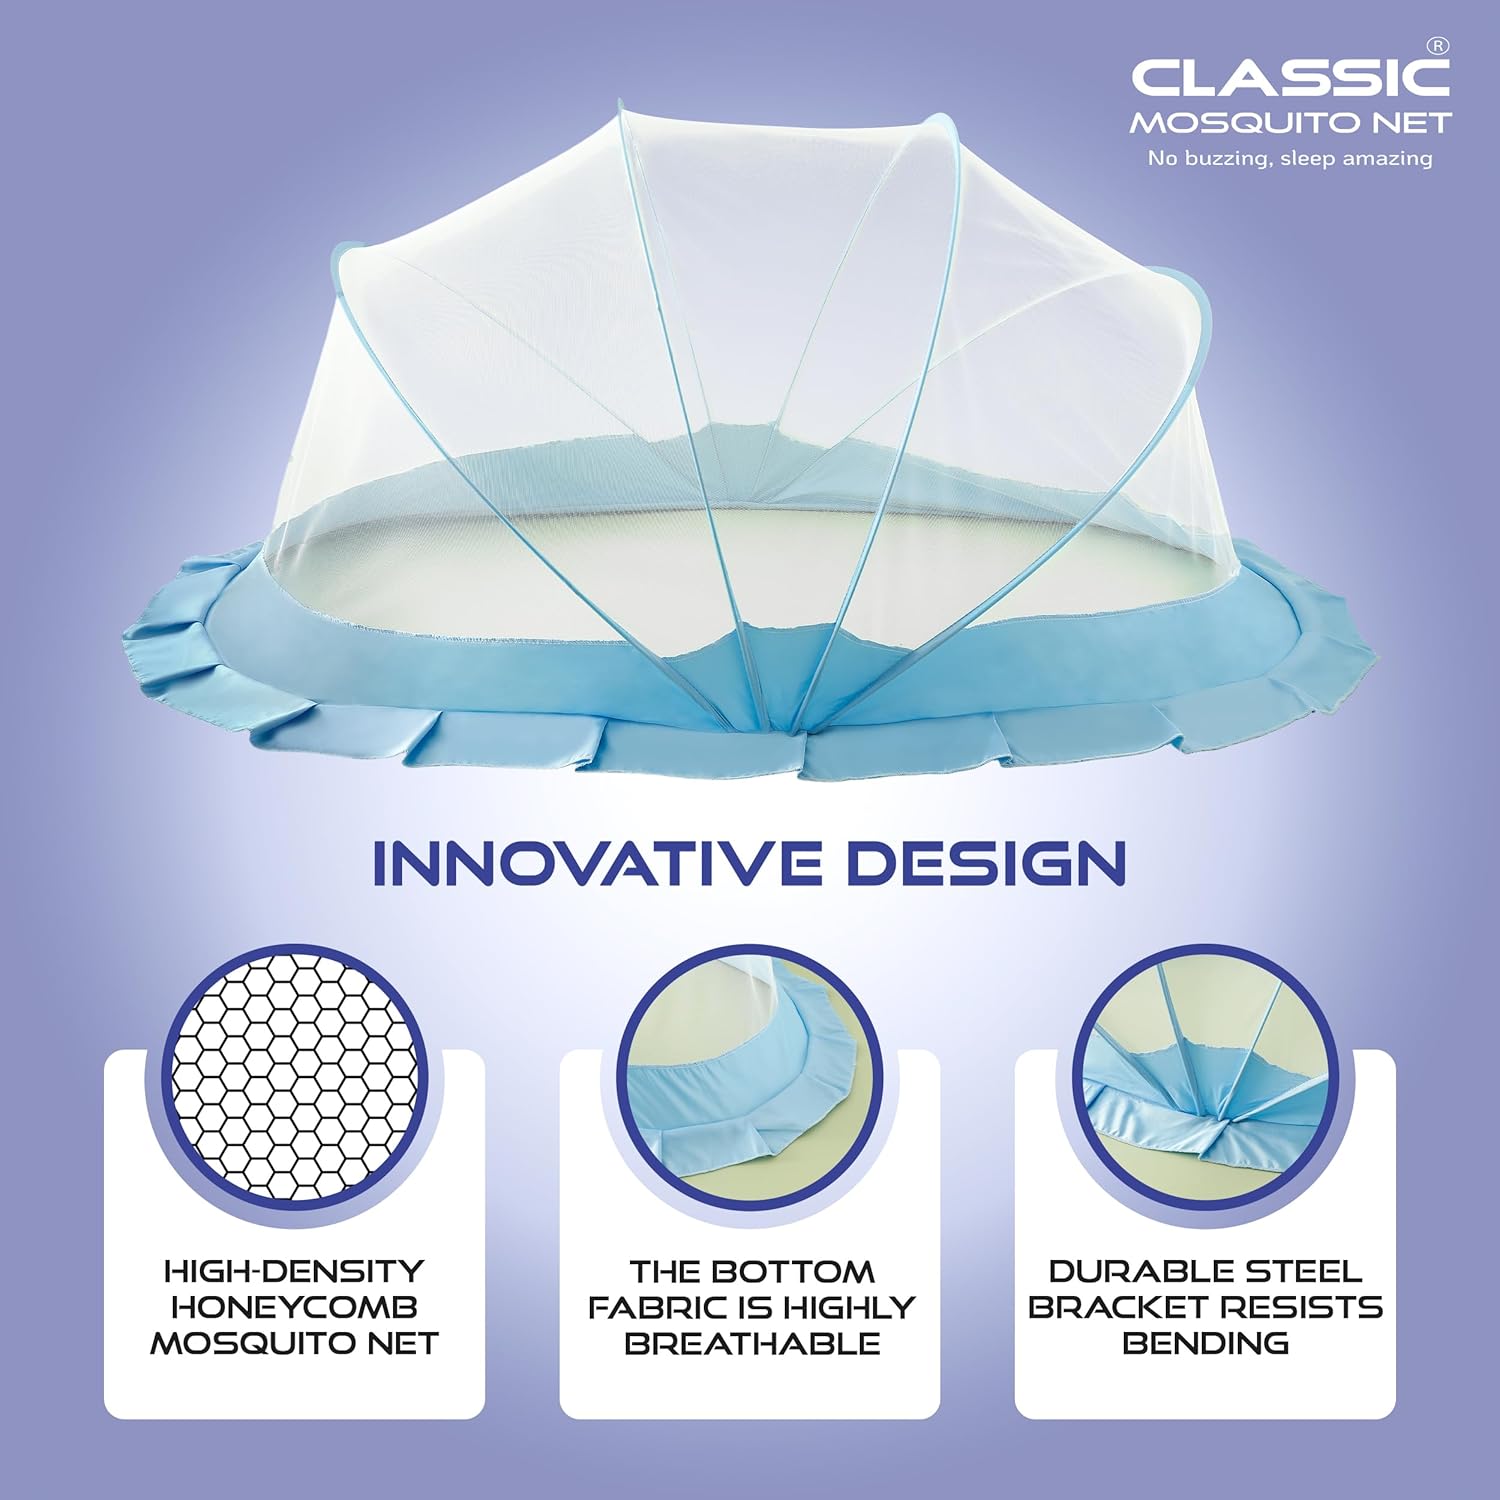 CLASSIC®
MOSQUITO NET
No buzzing, sleep amazing
INNOVATIVE DESIGN
HIGH-DENSITY
HONEYCOMB
MOSQUITO NET
THE BOTTOM
FABRIC IS HIGHLY
BREATHABLE
DURABLE STEEL
BRACKET RESISTS
BENDING